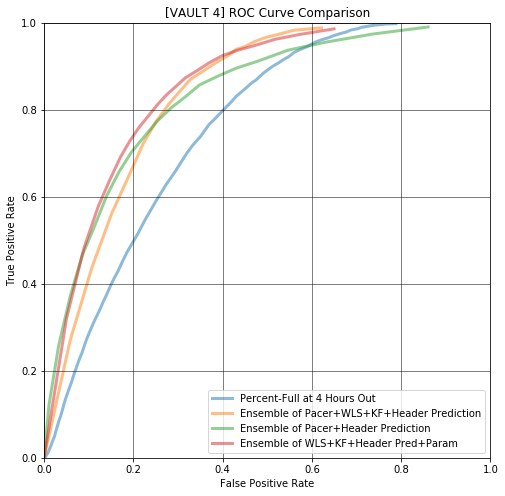 [VAULT 4] ROC Curve Comparison
1.0
0.8
0.6
0.4
0.2
0.0
True Positive Rate
0.0 0.2 0.4 0.6 0.8 1.0
False Positive Rate
Percent-Full at 4 Hours Out
Ensemble of Pacer+WLS+KF+Header Prediction
Ensemble of Pacer+Header Prediction
Ensemble of WLS+KF+Header Pred+Param